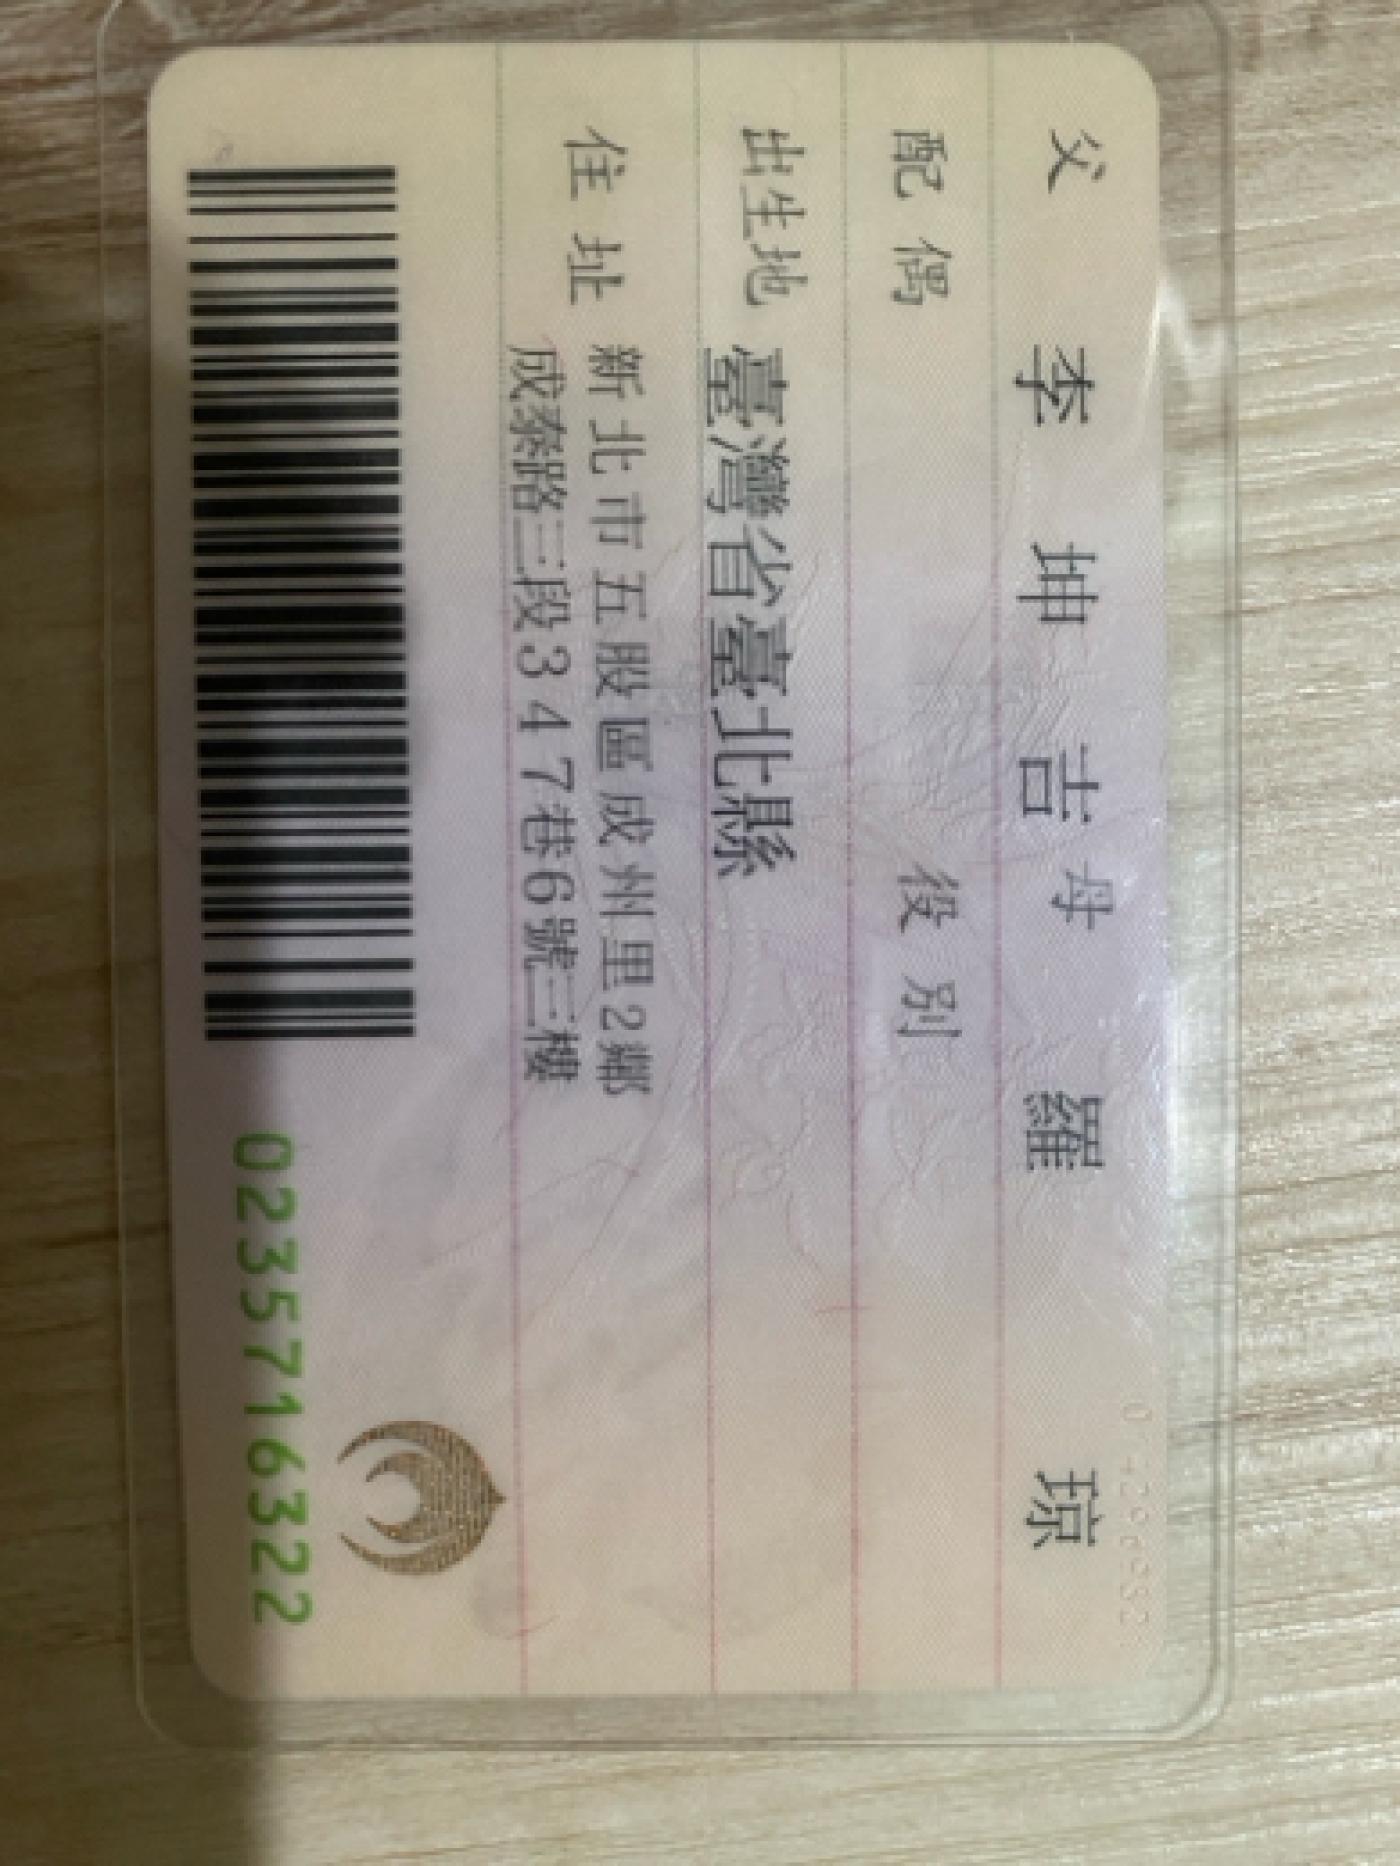 父 李坤吉 母 羅琼
配偶 役別
出生地 臺灣省臺北縣
住址 新北市五股區成州里2鄰
成泰路三段347巷6號三樓
0235716322